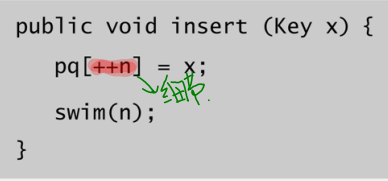 public void insert (Key x) {
pq[++n] = x;
细节.
swim(n);
}